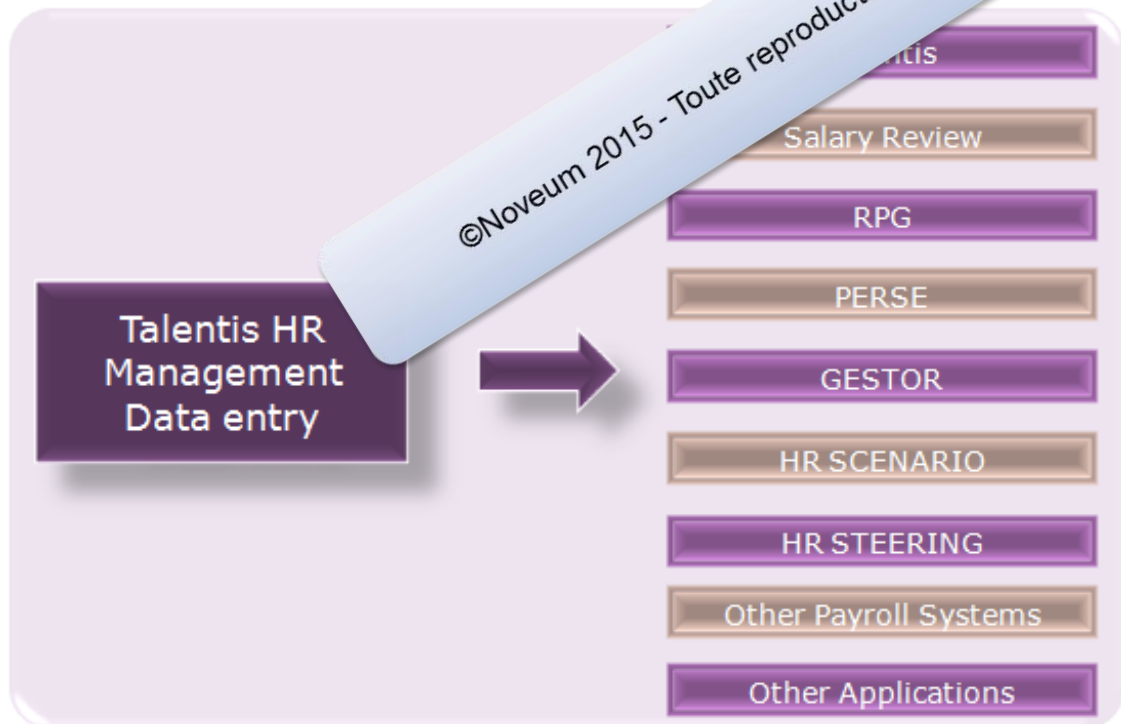 ©Noveum 2015 - Toute
Salary Review
RPG
PERSE
Talentis HR
Management
Data entry
GESTOR
HR SCENARIO
HR STEERING
Other Payroll Systems
Other Applications